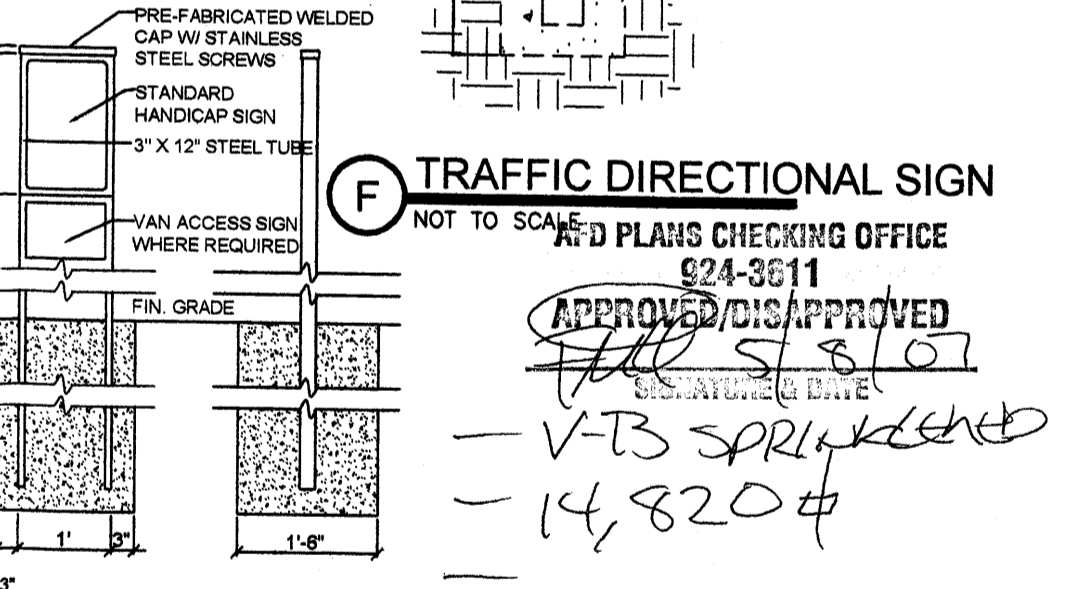 PRE-FABRICATED WELDED
CAP W/ STAINLESS
STEEL SCREWS
STANDARD
HANDICAP SIGN
3" X 12" STEEL TUBE
VAN ACCESS SIGN
WHERE REQUIRED
FIN. GRADE
1'
3"
1'-6"
3"
F
TRAFFIC DIRECTIONAL SIGN
NOT TO SCALE
AFD PLANS CHECKING OFFICE
924-3611
APPROVED/DISAPPROVED
5/8/07
SIGNATURE & DATE
— V-B SPRINKLERED
— 14,820
—